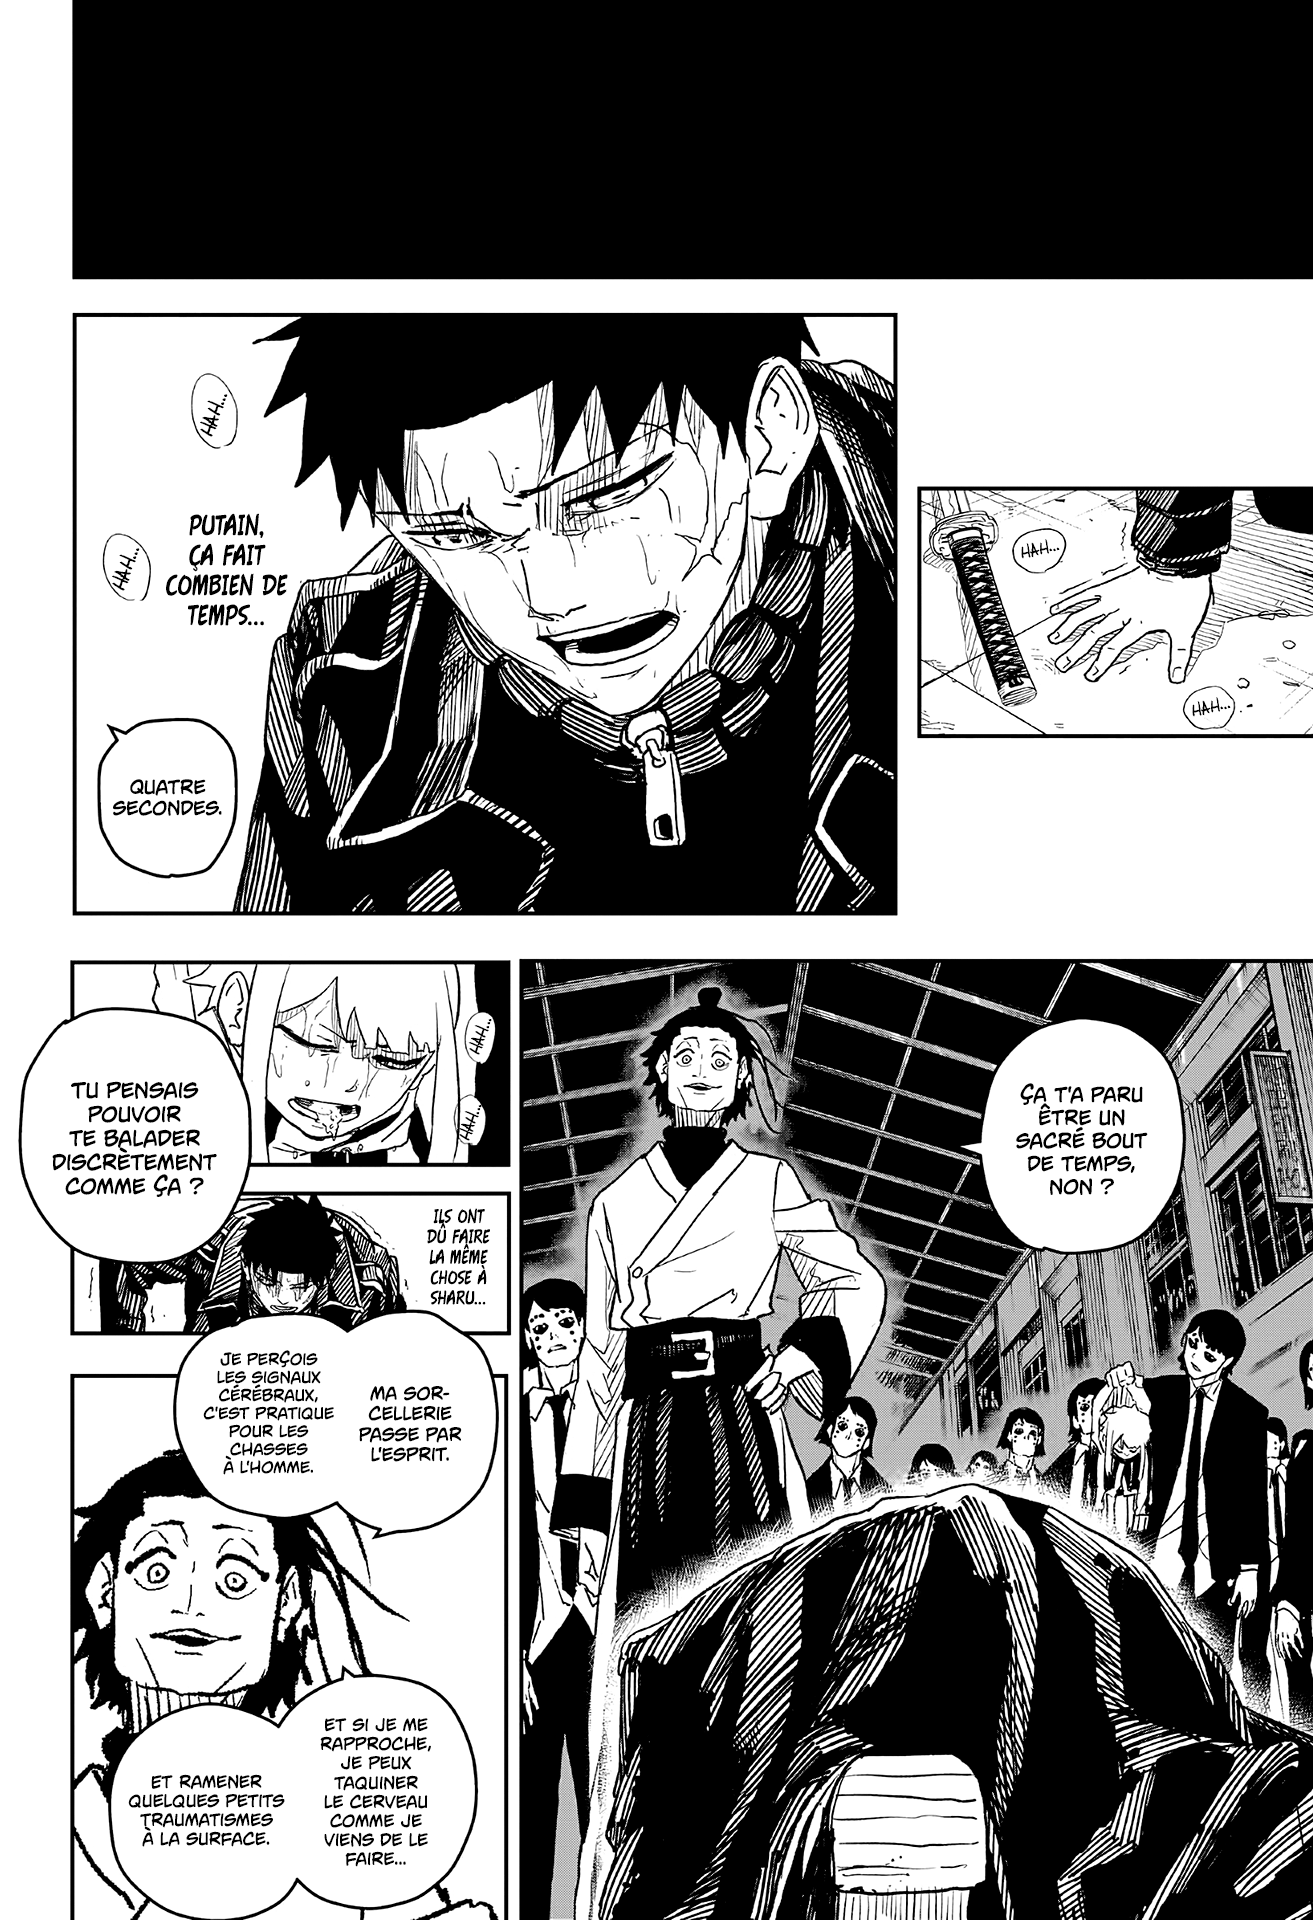 HAH...
HAH...
HAH...
PUTAIN,
ÇA FAIT
COMBIEN DE
TEMPS...
HAH...
QUATRE
SECONDES.
ÇA T'A PARU
ÊTRE UN
SACRÉ BOUT
DE TEMPS,
NON ?
HAH...
HAH...
TU PENSAIS
POUVOIR
TE BALADER
DISCRÈTEMENT
COMME ÇA ?
ILS ONT
DÛ FAIRE
LA MÊME
CHOSE À
SHARU...
MA SOR-
CELLERIE
PASSE PAR
L'ESPRIT.
JE PERÇOIS
LES SIGNAUX
CÉRÉBRAUX,
C'EST PRATIQUE
POUR LES
CHASSES
À L'HOMME.
ET SI JE ME
RAPPROCHE,
JE PEUX
TAQUINER
LE CERVEAU
COMME JE
VIENS DE LE
FAIRE...
ET RAMENER
QUELQUES PETITS
TRAUMATISMES
À LA SURFACE.